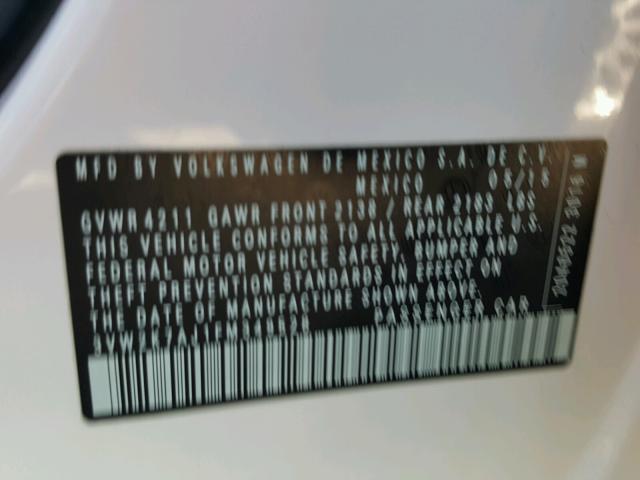 MFD BY VOLKSWAGEN DE MEXICO S.A. DE C.V.
MEXICO
GVWR 4211 GAWR FRONT 2138 / REAR 2183 LBS
THIS VEHICLE CONFORMS TO ALL APPLICABLE U.S.
FEDERAL MOTOR VEHICLE SAFETY, BUMPER AND
THEFT PREVENTION STANDARDS IN EFFECT ON
THE DATE OF MANUFACTURE SHOWN ABOVE.
PASSENGER CAR